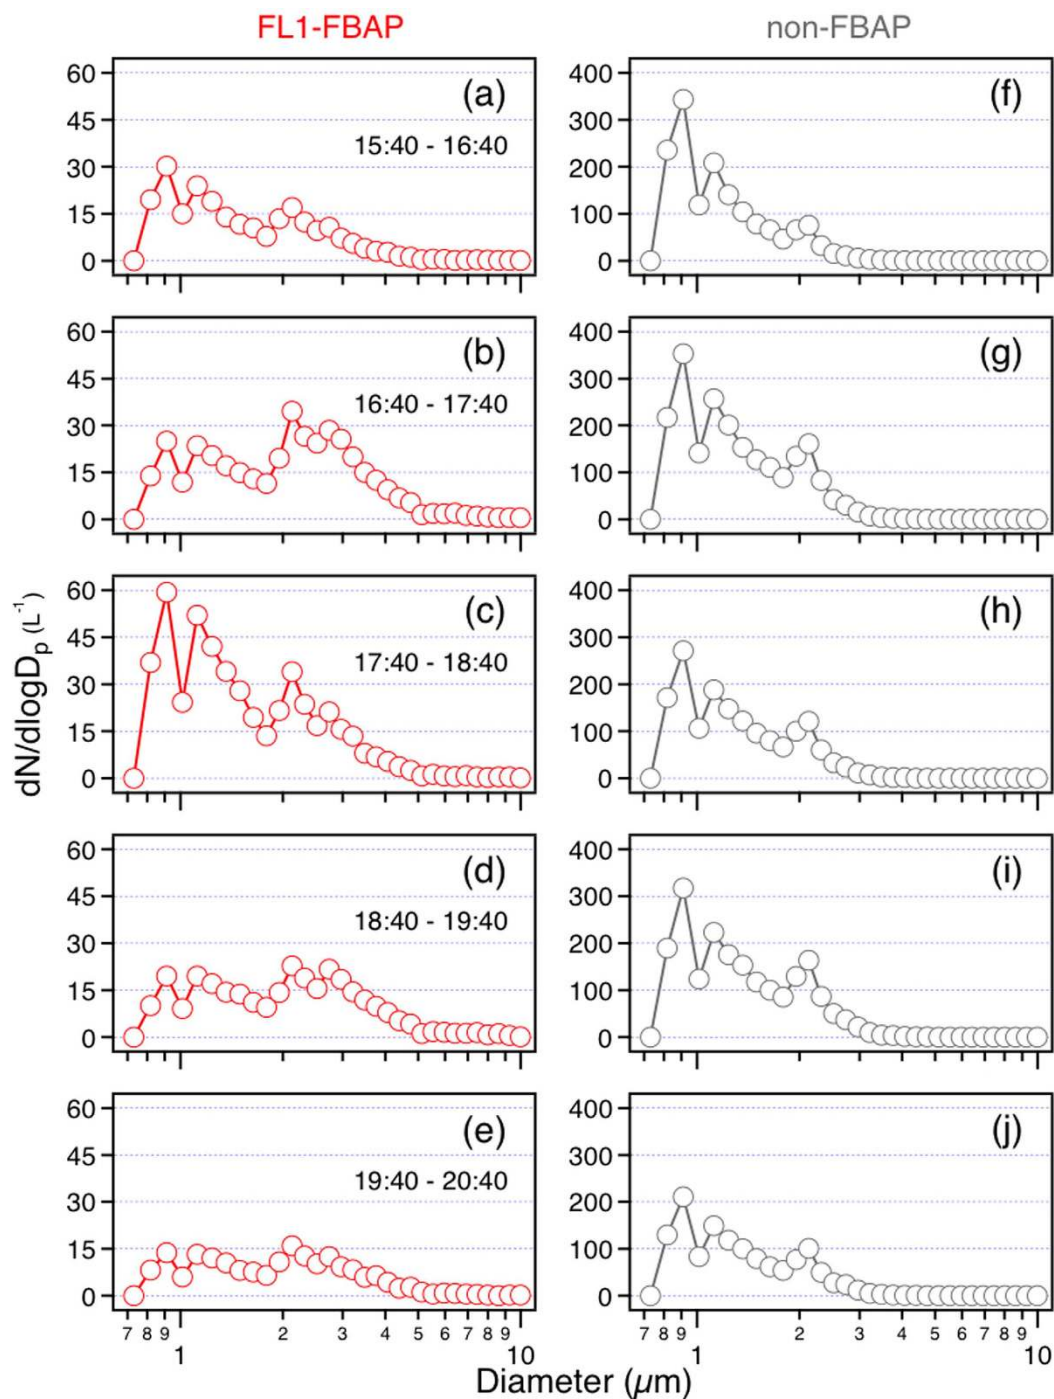 FL1-FBAP non-FBAP
60 (a) 400 (f)
45 15:40 - 16:40 300
30 200
15 100
0 0
60 (b) 400 (g)
45 16:40 - 17:40 300
30 200
15 100
0 0
60 (c) 400 (h)
45 17:40 - 18:40 300
30 200
15 100
0 0
dN/dlogDp (L-1)
60 (d) 400 (i)
45 18:40 - 19:40 300
30 200
15 100
0 0
60 (e) 400 (j)
45 19:40 - 20:40 300
30 200
15 100
0 0
7 8 9 2 3 4 5 6 7 8 9 7 8 9 2 3 4 5 6 7 8 9
1 10 1 10
Diameter (µm)